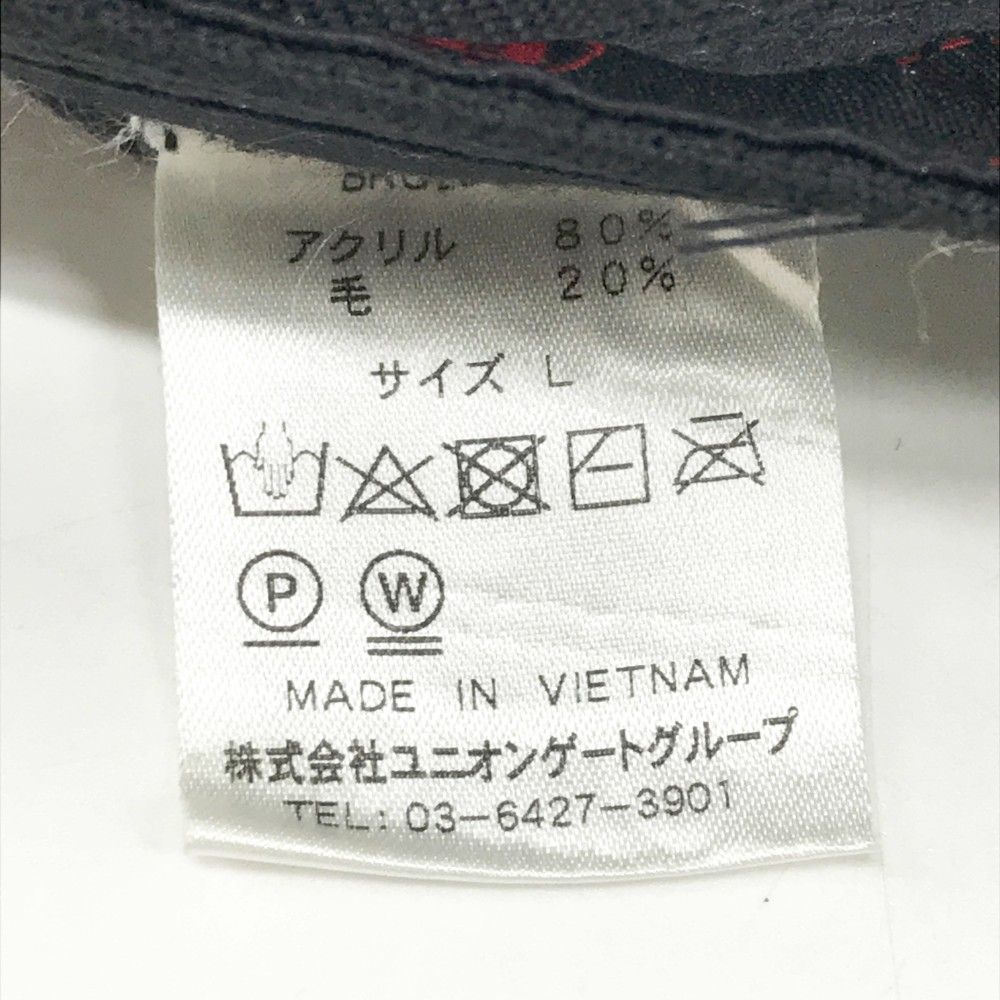 アクリル 80%
毛 20%
サイズ L
P W
MADE IN VIETNAM
株式会社ユニオンゲートグループ
TEL: 03-6427-3901